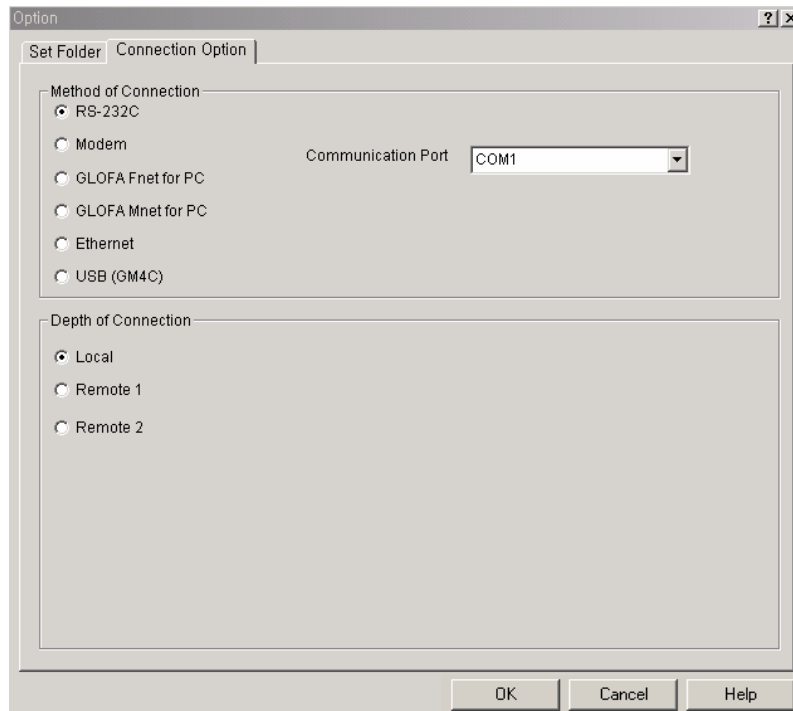 Option
Set Folder Connection Option
Method of Connection
RS-232C
Modem
Communication Port COM1
GLOFA Fnet for PC
GLOFA Mnet for PC
Ethernet
USB (GM4C)
Depth of Connection
Local
Remote 1
Remote 2
OK Cancel Help